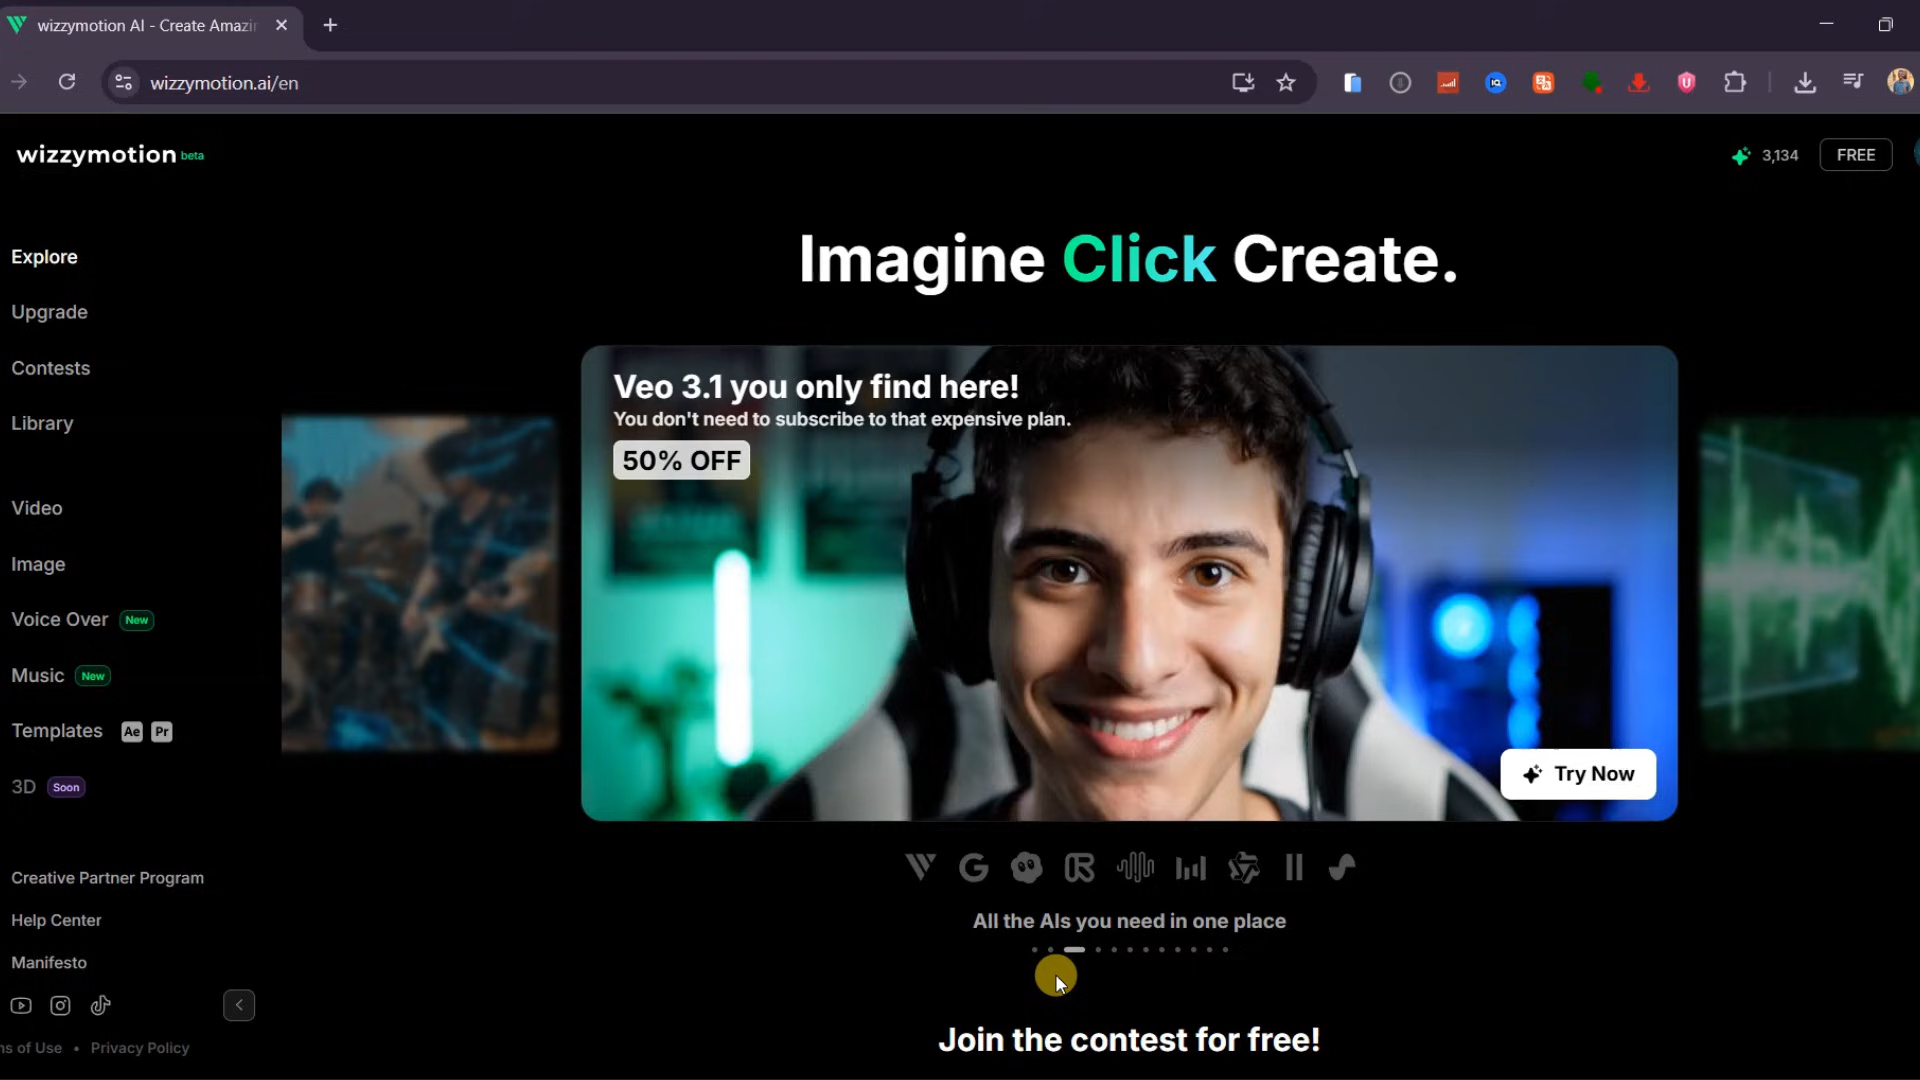 wizzymotion AI - Create Amazi
wizzymotion.ai/en
wizzymotion beta
3,134
FREE
Explore
Upgrade
Contests
Library
Video
Image
Voice Over New
Music New
Templates Ae Pr
3D Soon
Creative Partner Program
Help Center
Manifesto
ns of Use • Privacy Policy
Imagine Click Create.
Veo 3.1 you only find here!
You don't need to subscribe to that expensive plan.
50% OFF
Try Now
All the AIs you need in one place
Join the contest for free!